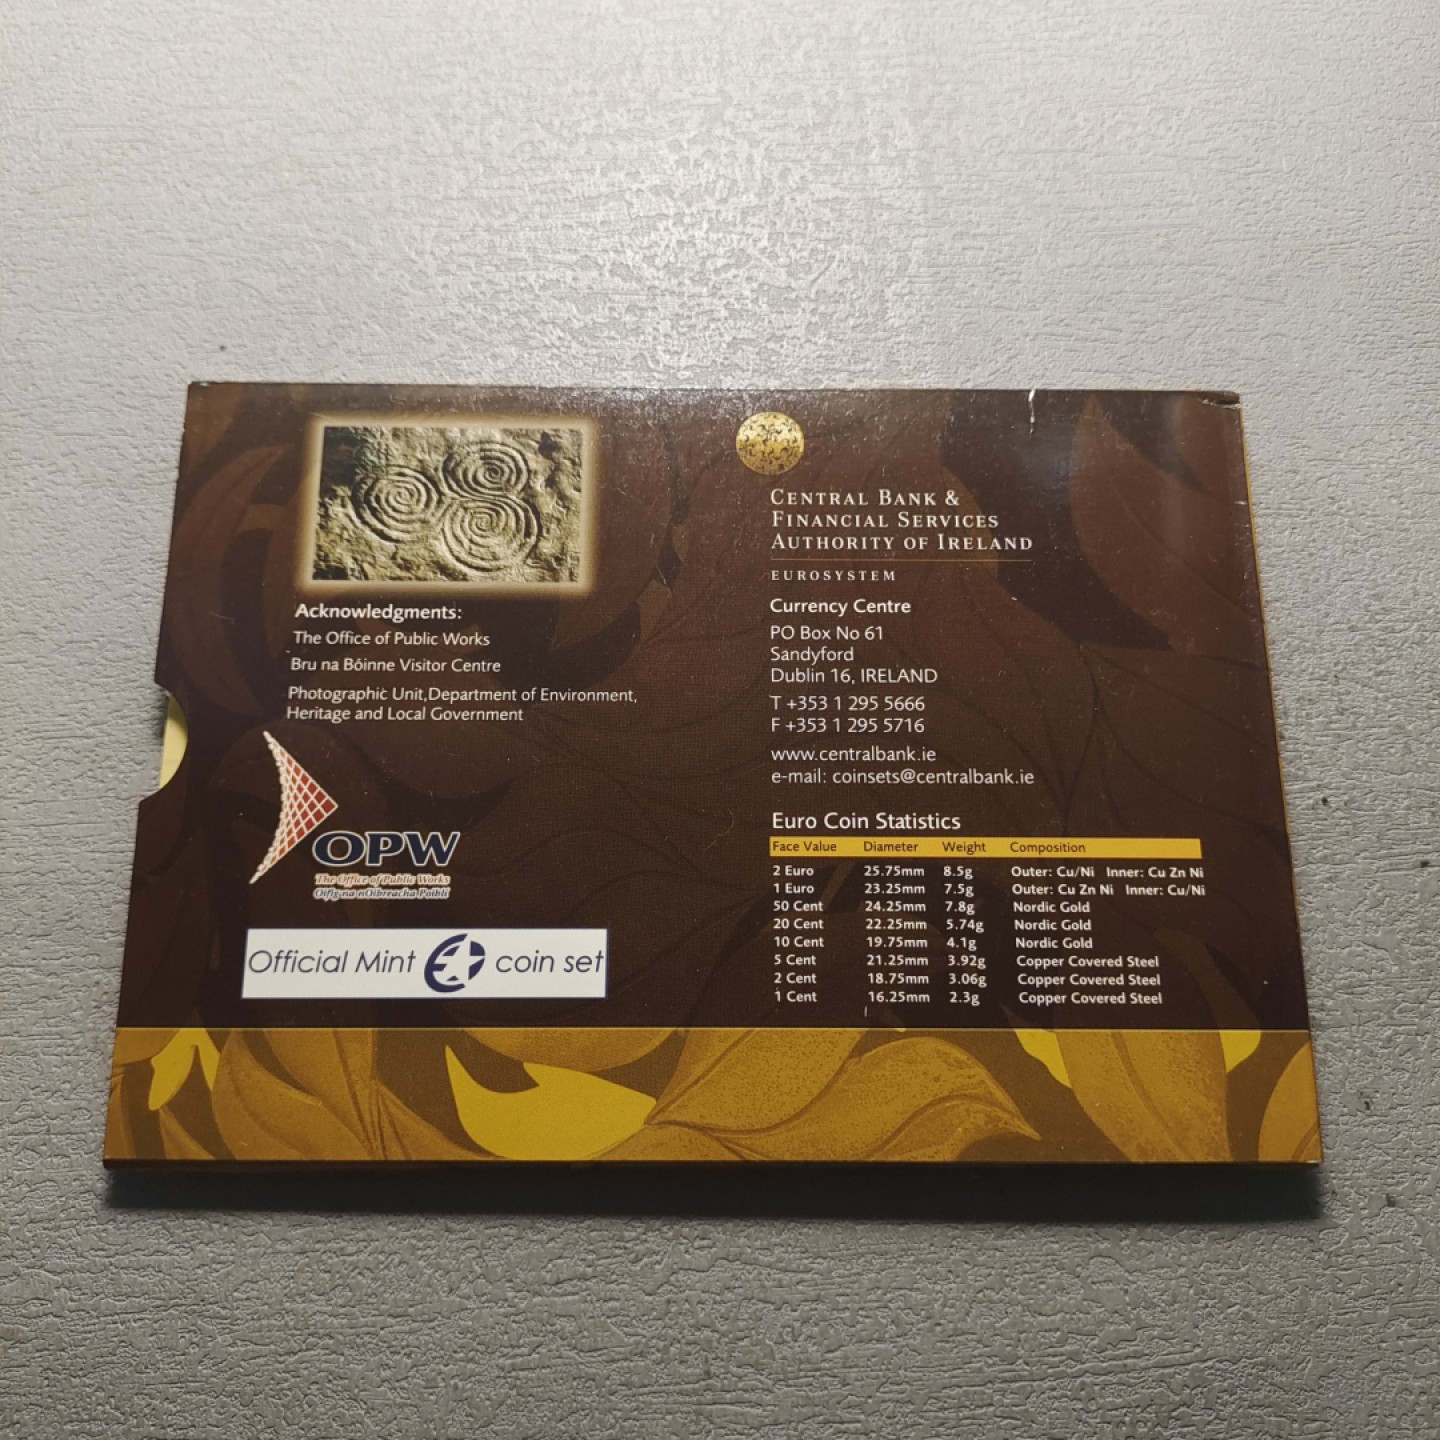 Acknowledgments:
The Office of Public Works
Bru na Bóinne Visitor Centre
Photographic Unit,Department of Environment,
Heritage and Local Government
OPW
The Office of Public Works
Oifig na nOibreacha Poiblí
Official Mint coin set
CENTRAL BANK &
FINANCIAL SERVICES
AUTHORITY OF IRELAND
EUROSYSTEM
Currency Centre
PO Box No 61
Sandyford
Dublin 16, IRELAND
T +353 1 295 5666
F +353 1 295 5716
www.centralbank.ie
e-mail: coinsets@centralbank.ie
Euro Coin Statistics
Face Value Diameter Weight Composition
2 Euro 25.75mm 8.5g Outer: Cu/Ni Inner: Cu Zn Ni
1 Euro 23.25mm 7.5g Outer: Cu Zn Ni Inner: Cu/Ni
50 Cent 24.25mm 7.8g Nordic Gold
20 Cent 22.25mm 5.74g Nordic Gold
10 Cent 19.75mm 4.1g Nordic Gold
5 Cent 21.25mm 3.92g Copper Covered Steel
2 Cent 18.75mm 3.06g Copper Covered Steel
1 Cent 16.25mm 2.3g Copper Covered Steel